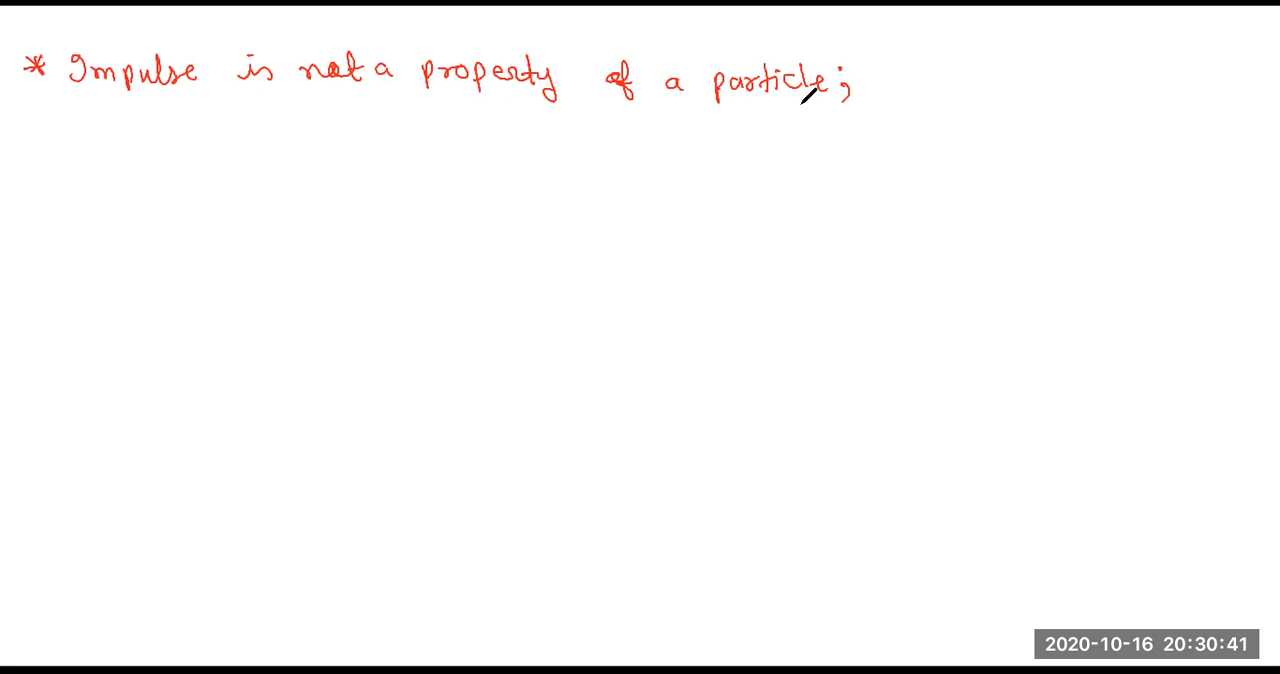 * Impulse is not a property of a particle;
2020-10-16 20:30:41